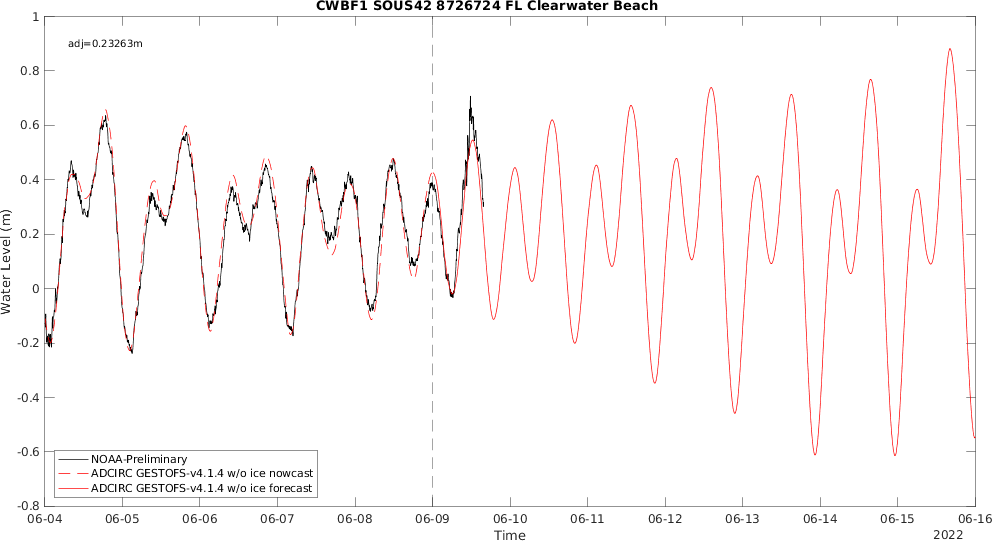 CWBF1 SOUS42 8726724 FL Clearwater Beach
adj=0.23263m
1
0.8
0.6
0.4
0.2
0
-0.2
-0.4
-0.6
-0.8
Water Level (m)
NOAA-Preliminary
ADCIRC GESTOFS-v4.1.4 w/o ice nowcast
ADCIRC GESTOFS-v4.1.4 w/o ice forecast
06-04 06-05 06-06 06-07 06-08 06-09 06-10 06-11 06-12 06-13 06-14 06-15 06-16
Time
2022